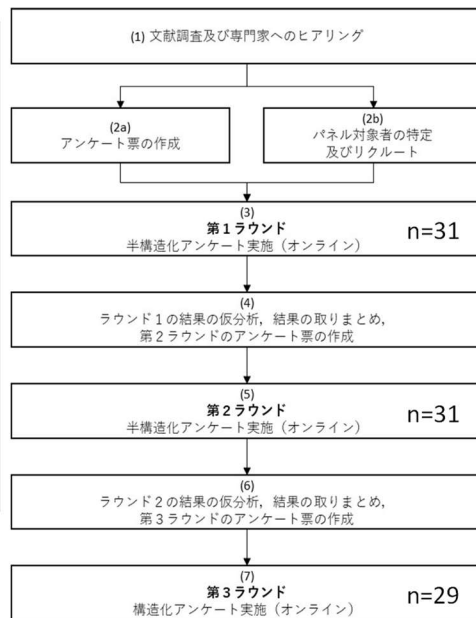 (1) 文献調査及び専門家へのヒアリング
(2a)
アンケート票の作成
(2b)
パネル対象者の特定
及びリクルート
(3)
第1ラウンド
半構造化アンケート実施（オンライン）
n=31
(4)
ラウンド1の結果の仮分析，結果の取りまとめ，
第2ラウンドのアンケート票の作成
(5)
第2ラウンド
半構造化アンケート実施（オンライン）
n=31
(6)
ラウンド2の結果の仮分析，結果の取りまとめ，
第3ラウンドのアンケート票の作成
(7)
第3ラウンド
構造化アンケート実施（オンライン）
n=29